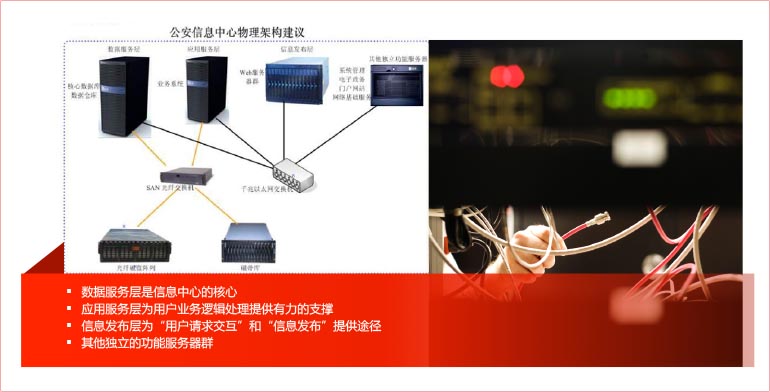 公安信息中心物理架构建议
数据服务层
应用服务层
信息发布层
其他独立功能服务器
核心数据库
数据仓库
业务系统
Web服务
器群
系统管理
电子政务
门户网站
网络基础服务
SAN 光纤交换机
千兆以太网交换机
光纤硬盘阵列
磁带库
▪ 数据服务层是信息中心的核心
▪ 应用服务层为用户业务逻辑处理提供有力的支撑
▪ 信息发布层为“用户请求交互”和“信息发布”提供途径
▪ 其他独立的功能服务器群